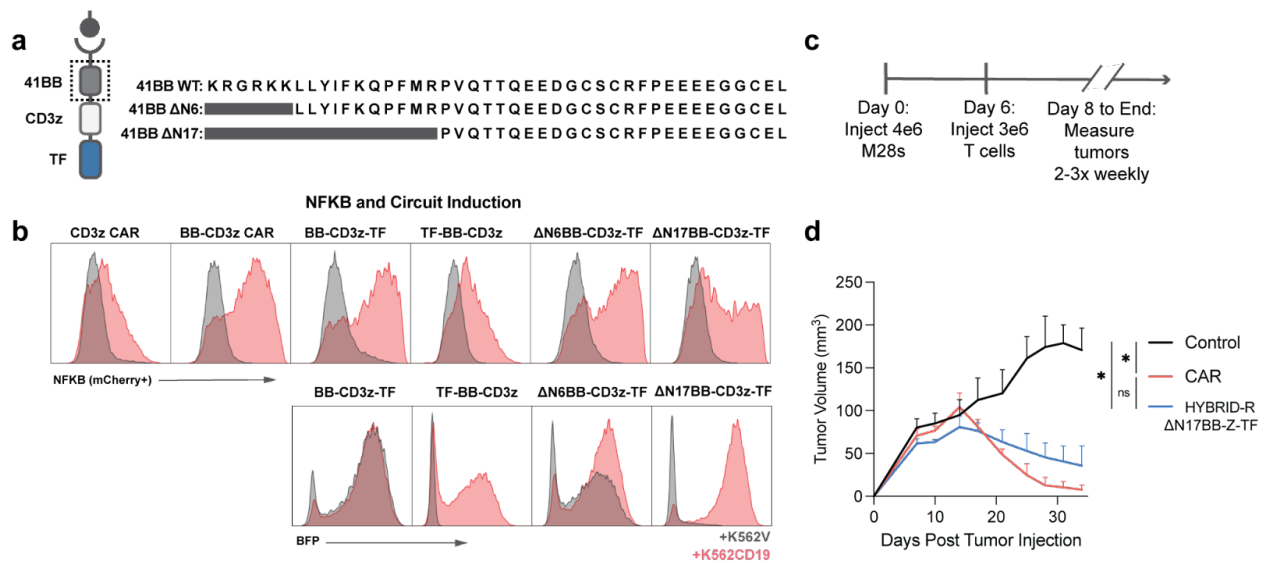 a
41BB
CD3z
TF
41BB WT: KRGRKKLLYIFKQPFMRPVQTTQEEDGCSCRFPEEEEGGCEL
41BB ΔN6: LLYIFKQPFMRPVQTTQEEDGCSCRFPEEEEGGCEL
41BB ΔN17: PVQTTQEEDGCSCRFPEEEEGGCEL
c
Day 0:
Inject 4e6
M28s
Day 6:
Inject 3e6
T cells
Day 8 to End:
Measure
tumors
2-3x weekly
b
NFKB and Circuit Induction
CD3z CAR
BB-CD3z CAR
BB-CD3z-TF
TF-BB-CD3z
ΔN6BB-CD3z-TF
ΔN17BB-CD3z-TF
NFKB (mCherry+)
BB-CD3z-TF
TF-BB-CD3z
ΔN6BB-CD3z-TF
ΔN17BB-CD3z-TF
BFP
+K562V
+K562CD19
d
Tumor Volume (mm³)
250
200
150
100
50
0
0 10 20 30
Days Post Tumor Injection
* * ns
Control
CAR
HYBRID-R
ΔN17BB-Z-TF